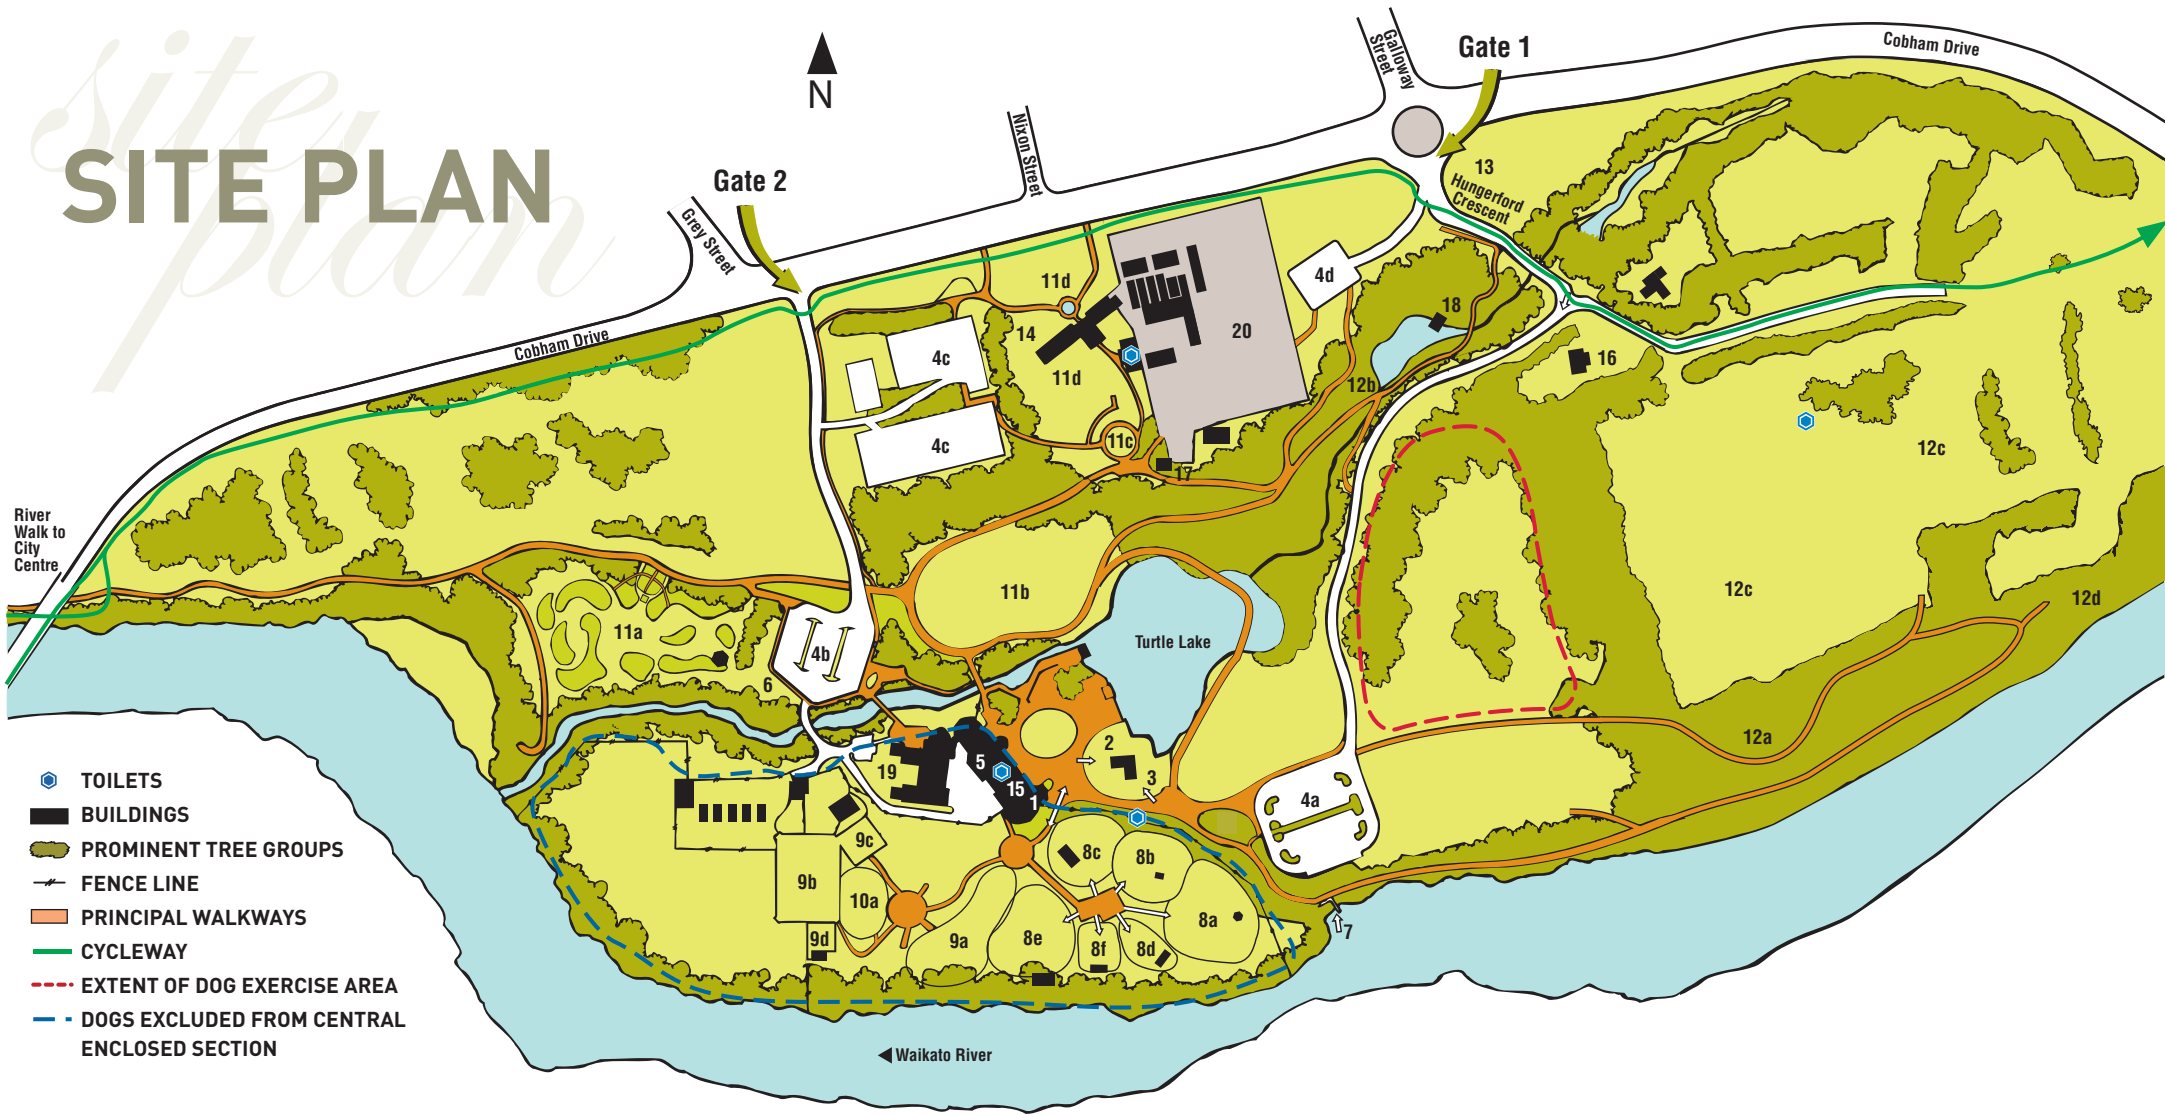 site
plan
SITE PLAN
N
Gate 1
Gate 2
Galloway
Street
Cobham Drive
Nixon Street
Grey Street
Cobham Drive
13
Hungerford
Crescent
River
Walk to
City
Centre
4d
11d
14
4c
11d
20
18
16
12b
12c
4c
11c
17
11b
12c
12d
11a
4b
6
Turtle Lake
12a
2
3
19
5
15
1
4a
9c
8c
8b
9b
10a
8a
9d
9a
8e
8f
8d
7
TOILETS
BUILDINGS
PROMINENT TREE GROUPS
FENCE LINE
PRINCIPAL WALKWAYS
CYCLEWAY
EXTENT OF DOG EXERCISE AREA
DOGS EXCLUDED FROM CENTRAL
ENCLOSED SECTION
Waikato River